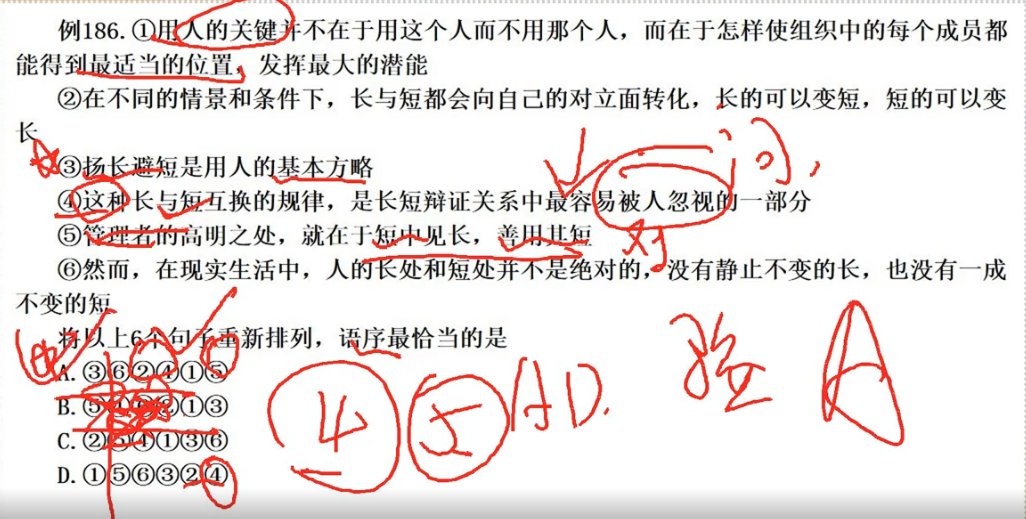 例186.①用人的关键并不在于用这个人而不用那个人，而在于怎样使组织中的每个成员都
能得到最适当的位置，发挥最大的潜能
②在不同的情景和条件下，长与短都会向自己的对立面转化，长的可以变短，短的可以变
长
③扬长避短是用人的基本方略
④这种长与短互换的规律，是长短辩证关系中最容易被人忽视的一部分
⑤管理者的高明之处，就在于短中见长，善用其短
⑥然而，在现实生活中，人的长处和短处并不是绝对的，没有静止不变的长，也没有一成
不变的短
将以上6个句子重新排列，语序最恰当的是
A.③⑥②④①⑤
B.⑤②①③
C.②⑤④①③⑥
D.①⑤⑥③②④
4 5 AD. A
对